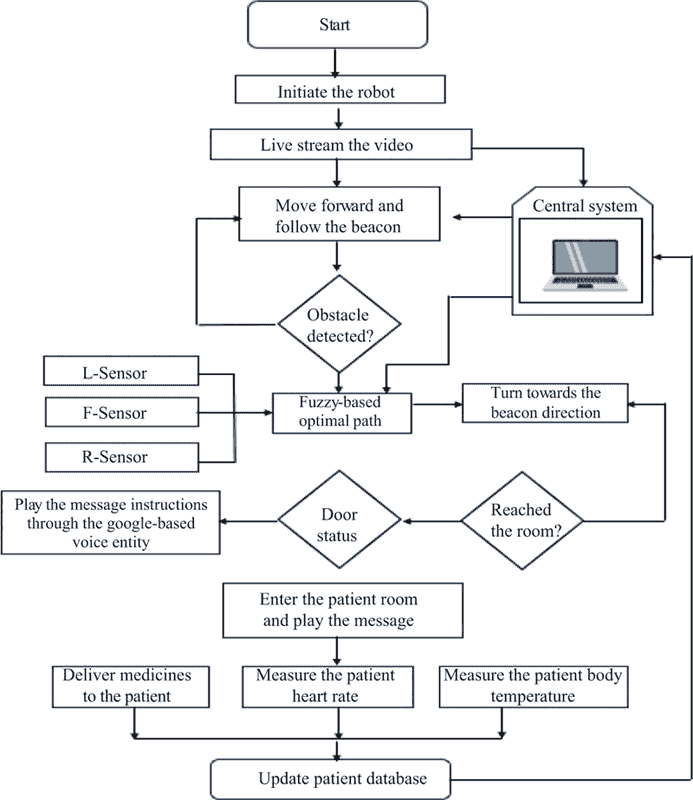 Start
Initiate the robot
Live stream the video
Move forward and
follow the beacon
Central system
Obstacle
detected?
L-Sensor
F-Sensor
R-Sensor
Fuzzy-based
optimal path
Turn towards the
beacon direction
Play the message instructions
through the google-based
voice entity
Door
status
Reached
the room?
Enter the patient room
and play the message
Deliver medicines
to the patient
Measure the patient
heart rate
Measure the patient body
temperature
Update patient database